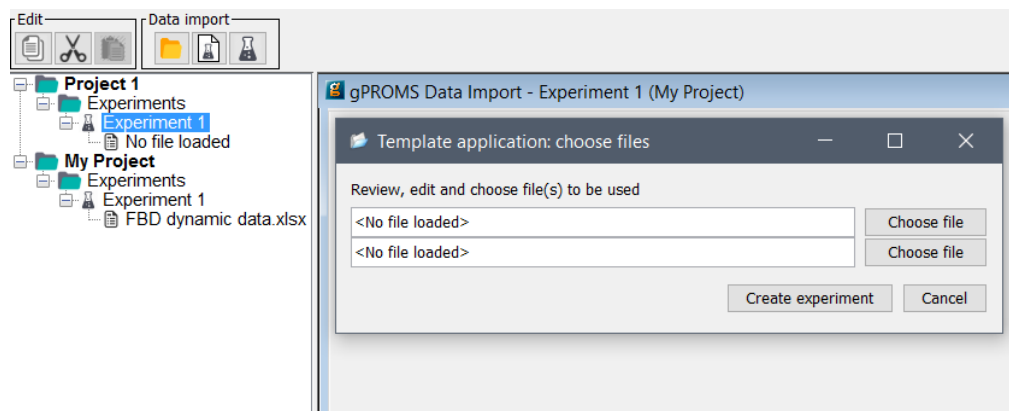 Edit
Data import
Project 1
Experiments
Experiment 1
No file loaded
My Project
Experiments
Experiment 1
FBD dynamic data.xlsx
gPROMS Data Import - Experiment 1 (My Project)
Template application: choose files
Review, edit and choose file(s) to be used
<No file loaded> Choose file
<No file loaded> Choose file
Create experiment Cancel